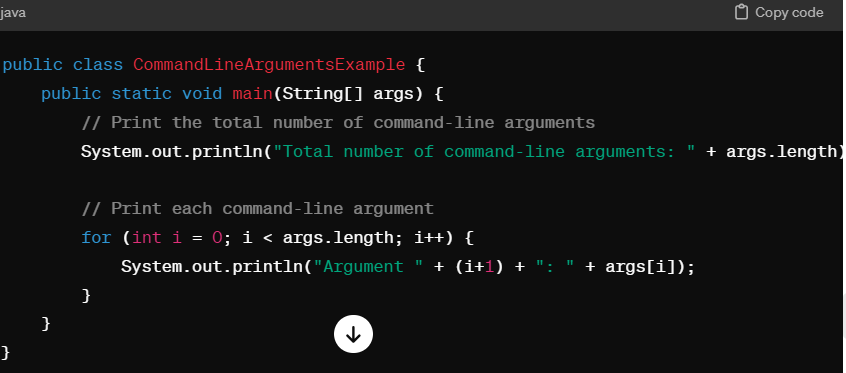 java
Copy code
public class CommandLineArgumentsExample {
    public static void main(String[] args) {
        // Print the total number of command-line arguments
        System.out.println("Total number of command-line arguments: " + args.length)
        // Print each command-line argument
        for (int i = 0; i < args.length; i++) {
            System.out.println("Argument " + (i+1) + ": " + args[i]);
        }
    }
}